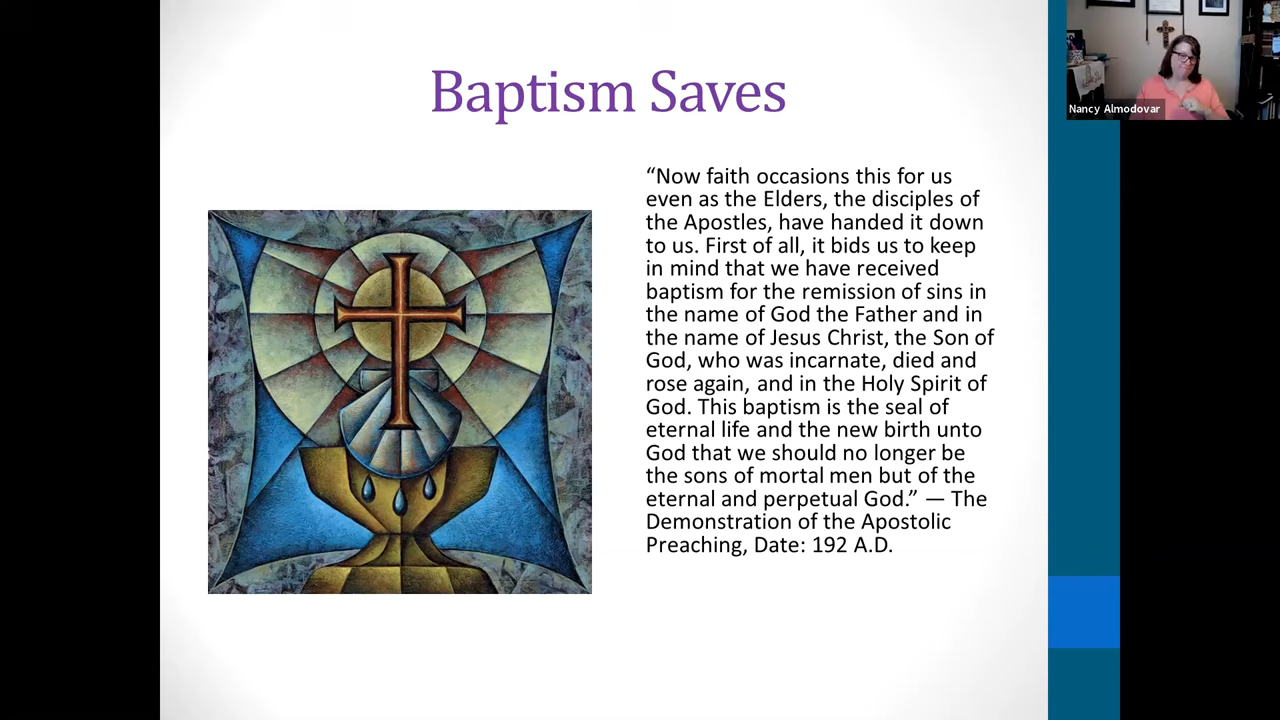 Baptism Saves
“Now faith occasions this for us
even as the Elders, the disciples of
the Apostles, have handed it down
to us. First of all, it bids us to keep
in mind that we have received
baptism for the remission of sins in
the name of God the Father and in
the name of Jesus Christ, the Son of
God, who was incarnate, died and
rose again, and in the Holy Spirit of
God. This baptism is the seal of
eternal life and the new birth unto
God that we should no longer be
the sons of mortal men but of the
eternal and perpetual God.” — The
Demonstration of the Apostolic
Preaching, Date: 192 A.D.
Nancy Almodovar